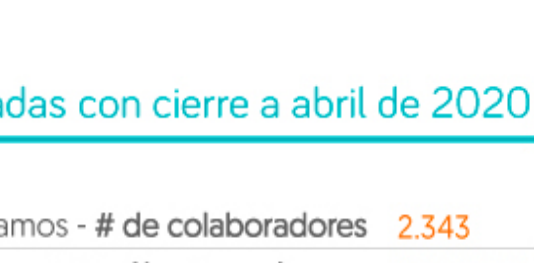 adas con cierre a abril de 2020
amos - # de colaboradores 2.343